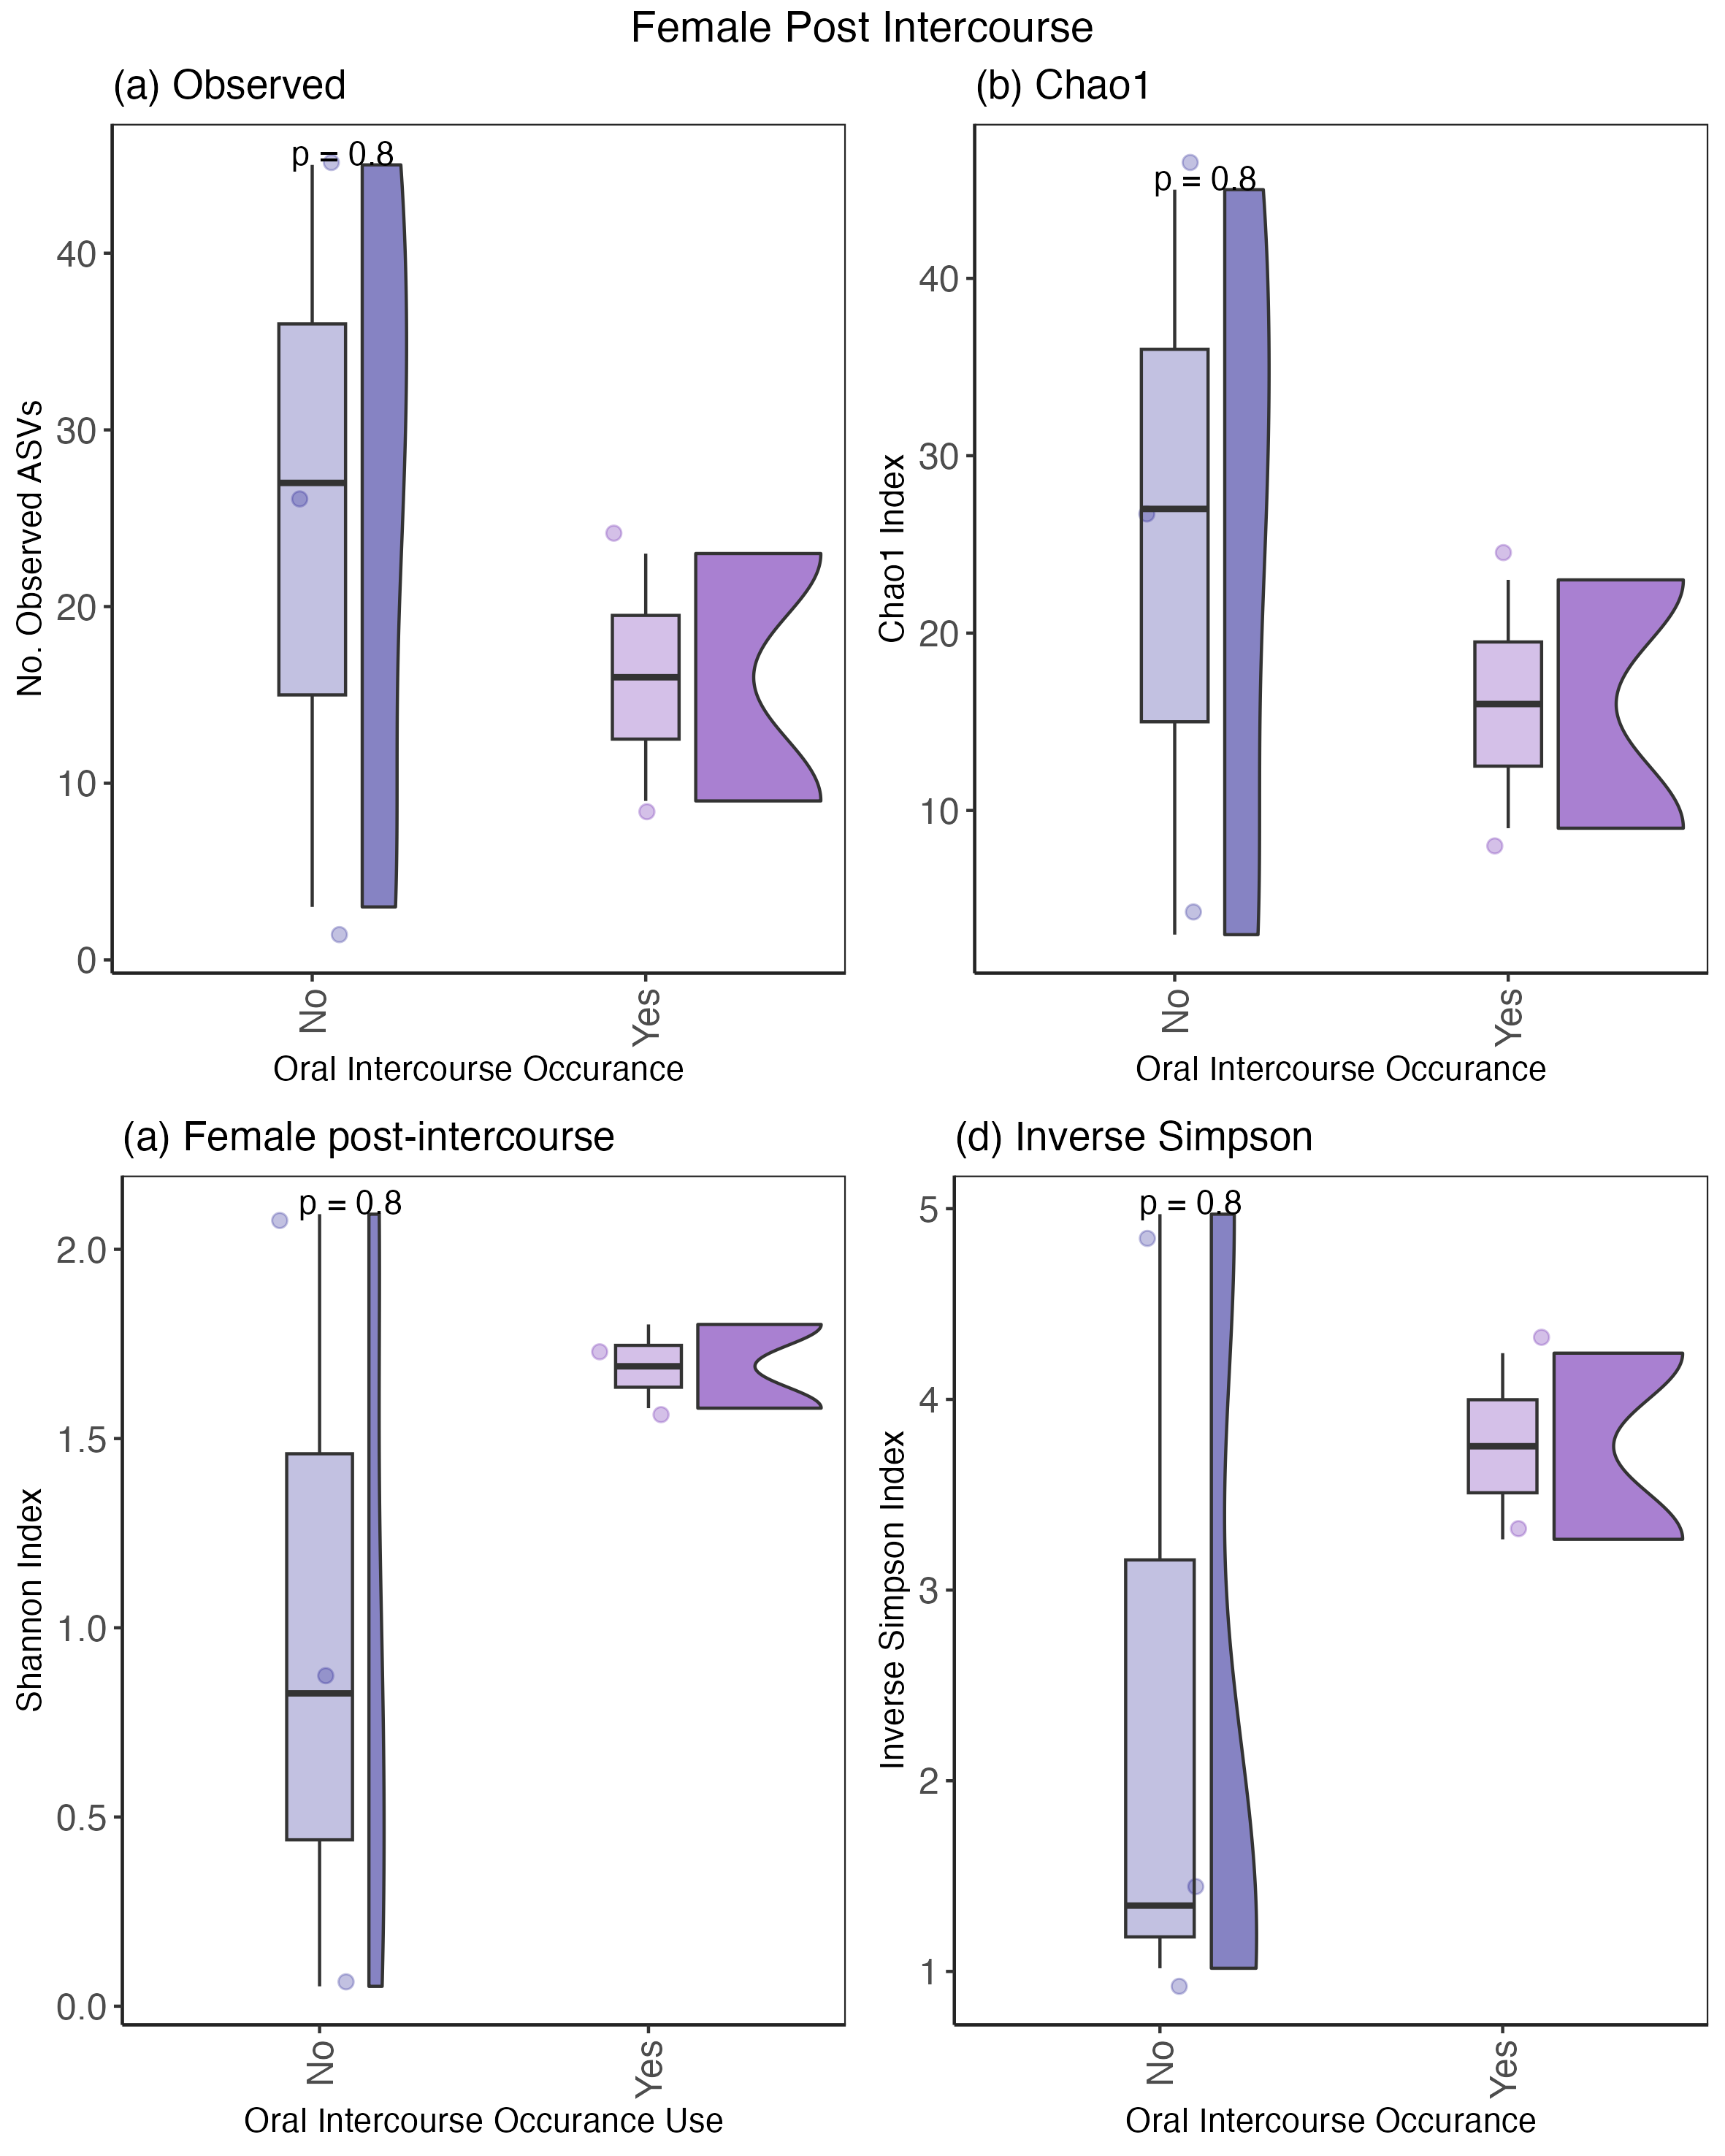 Female Post Intercourse
(a) Observed
No. Observed ASVs
40
30
20
10
0
p = 0.8
No
Yes
Oral Intercourse Occurance
(b) Chao1
Chao1 Index
40
30
20
10
p = 0.8
No
Yes
Oral Intercourse Occurance
(a) Female post-intercourse
Shannon Index
2.0
1.5
1.0
0.5
0.0
p = 0.8
No
Yes
Oral Intercourse Occurance Use
(d) Inverse Simpson
Inverse Simpson Index
5
4
3
2
1
p = 0.8
No
Yes
Oral Intercourse Occurance